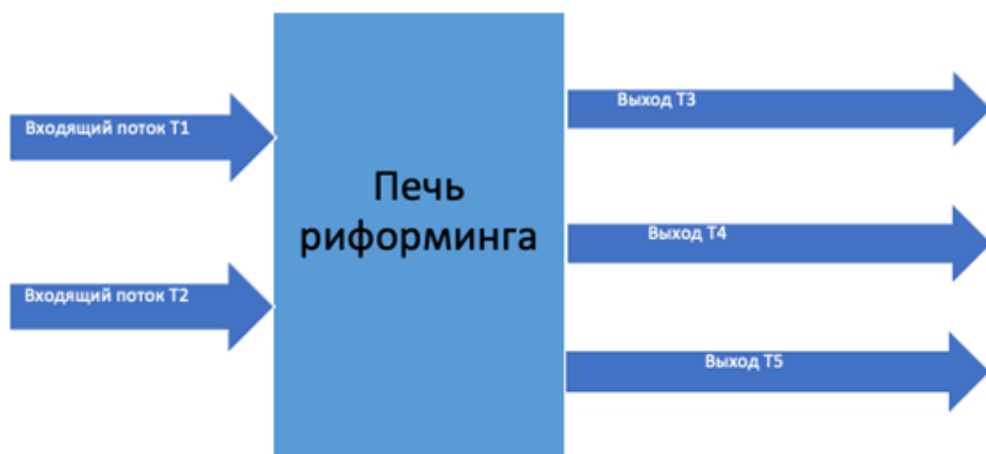 Входящий поток Т1
Входящий поток Т2
Печь
риформинга
Выход Т3
Выход Т4
Выход Т5